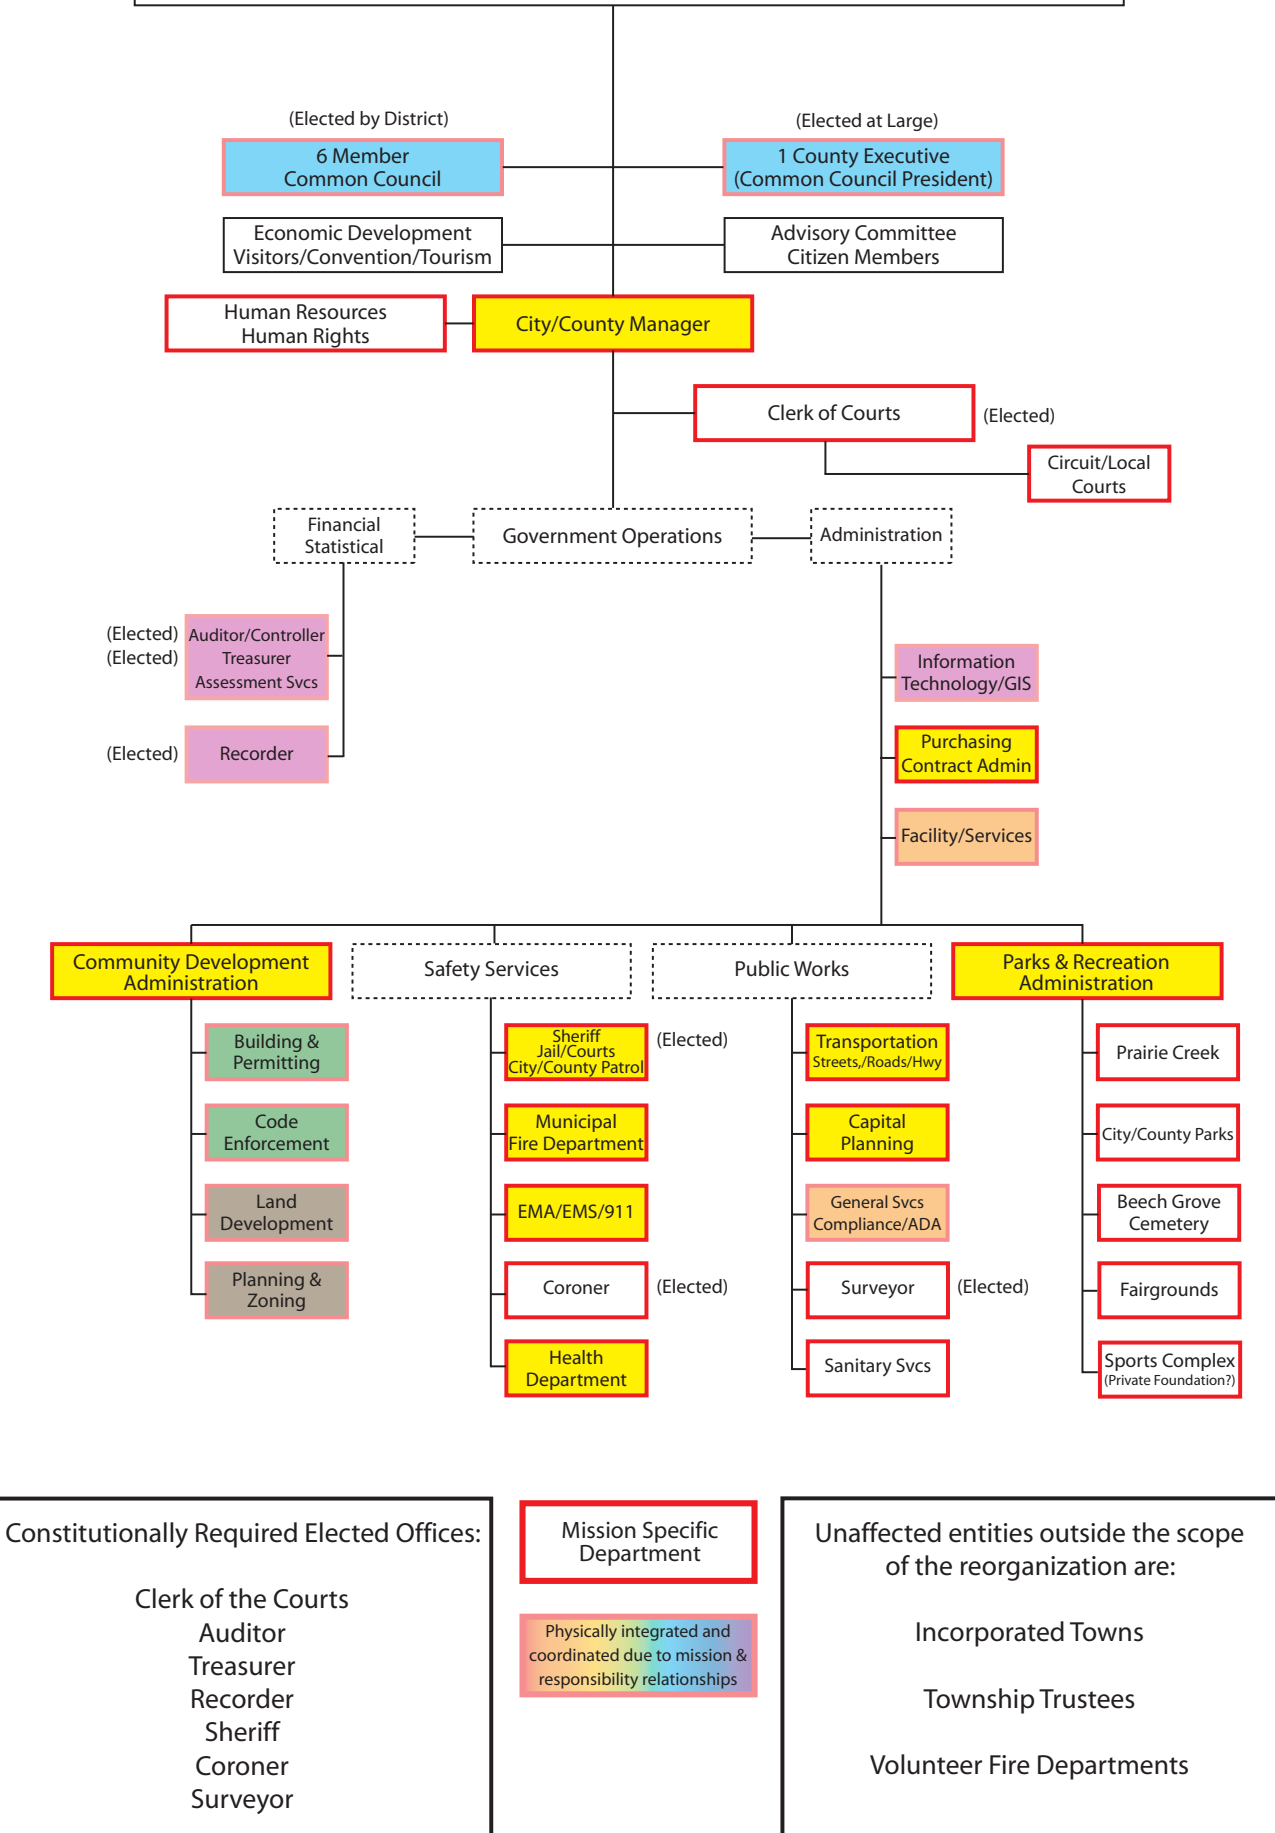 (Elected by District)
(Elected at Large)
6 Member
Common Council
1 County Executive
(Common Council President)
Economic Development
Visitors/Convention/Tourism
Advisory Committee
Citizen Members
Human Resources
Human Rights
City/County Manager
Clerk of Courts
(Elected)
Circuit/Local
Courts
Financial
Statistical
Government Operations
Administration
(Elected)
(Elected)
Auditor/Controller
Treasurer
Assessment Svcs
(Elected)
Recorder
Information
Technology/GIS
Purchasing
Contract Admin
Facility/Services
Community Development
Administration
Building &
Permitting
Code
Enforcement
Land
Development
Planning &
Zoning
Safety Services
Sheriff
Jail/Courts
City/County Patrol
(Elected)
Municipal
Fire Department
EMA/EMS/911
Coroner
(Elected)
Health
Department
Public Works
Transportation
Streets,/Roads/Hwy
Capital
Planning
General Svcs
Compliance/ADA
Surveyor
(Elected)
Sanitary Svcs
Parks & Recreation
Administration
Prairie Creek
City/County Parks
Beech Grove
Cemetery
Fairgrounds
Sports Complex
(Private Foundation?)
Constitutionally Required Elected Offices:
Clerk of the Courts
Auditor
Treasurer
Recorder
Sheriff
Coroner
Surveyor
Mission Specific
Department
Physically integrated and
coordinated due to mission &
responsibility relationships
Unaffected entities outside the scope
of the reorganization are:
Incorporated Towns
Township Trustees
Volunteer Fire Departments